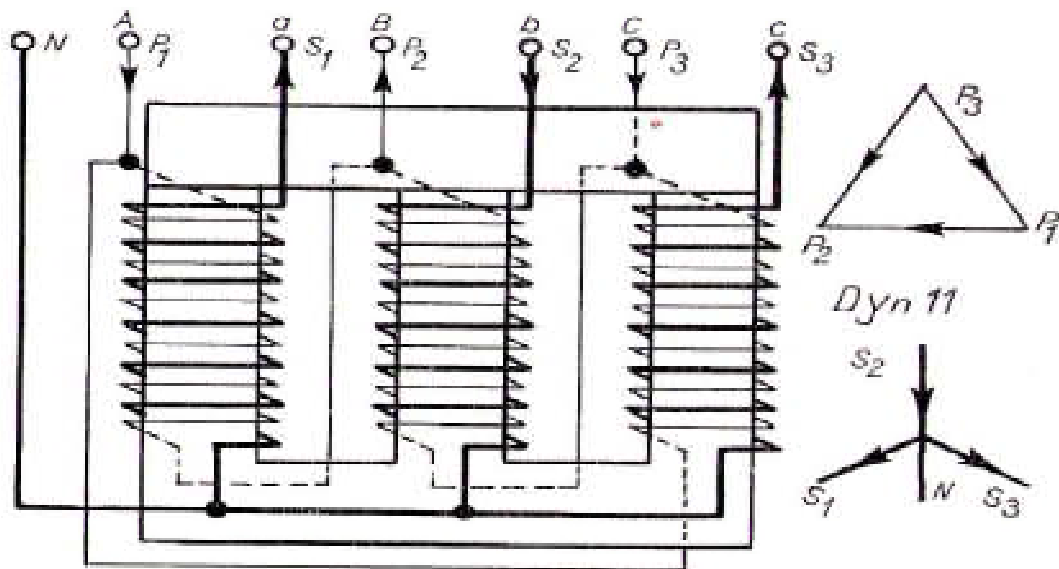 N A a B b C c
P1 S1 P2 S2 P3 S3
P3
P2 P1
Dyn 11
S2
S1 N S3